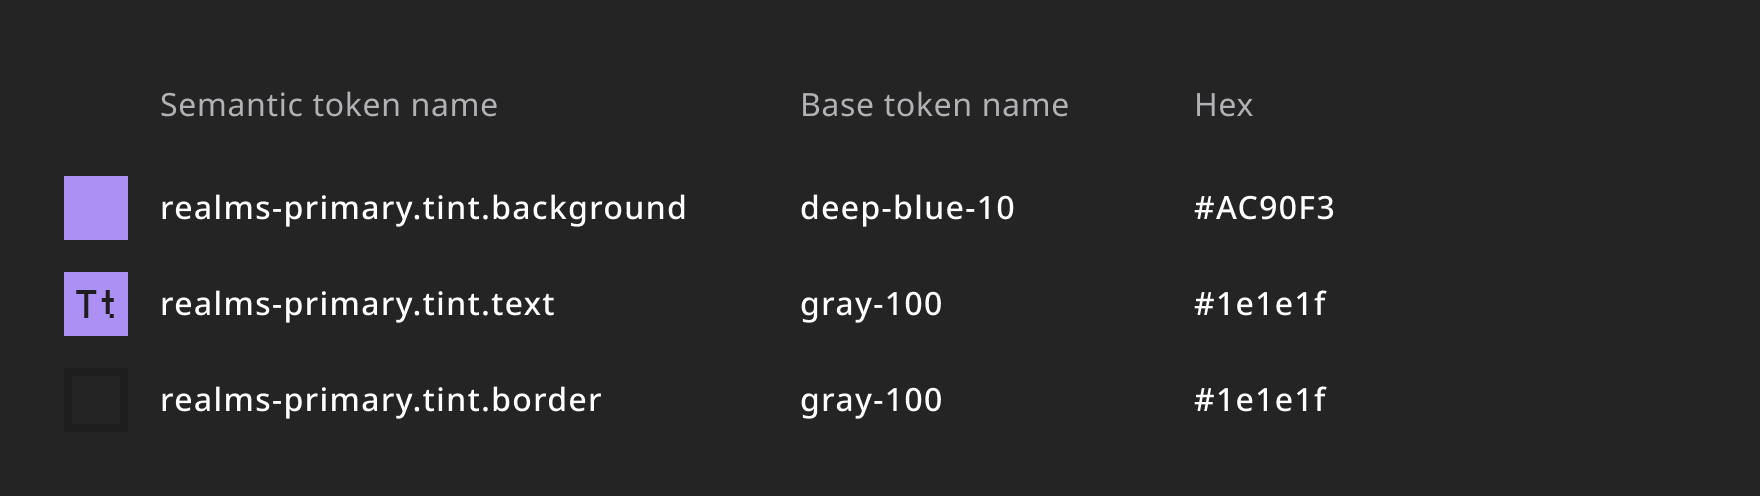 Semantic token name Base token name Hex
realms-primary.tint.background deep-blue-10 #AC90F3
Tt realms-primary.tint.text gray-100 #1e1e1f
realms-primary.tint.border gray-100 #1e1e1f